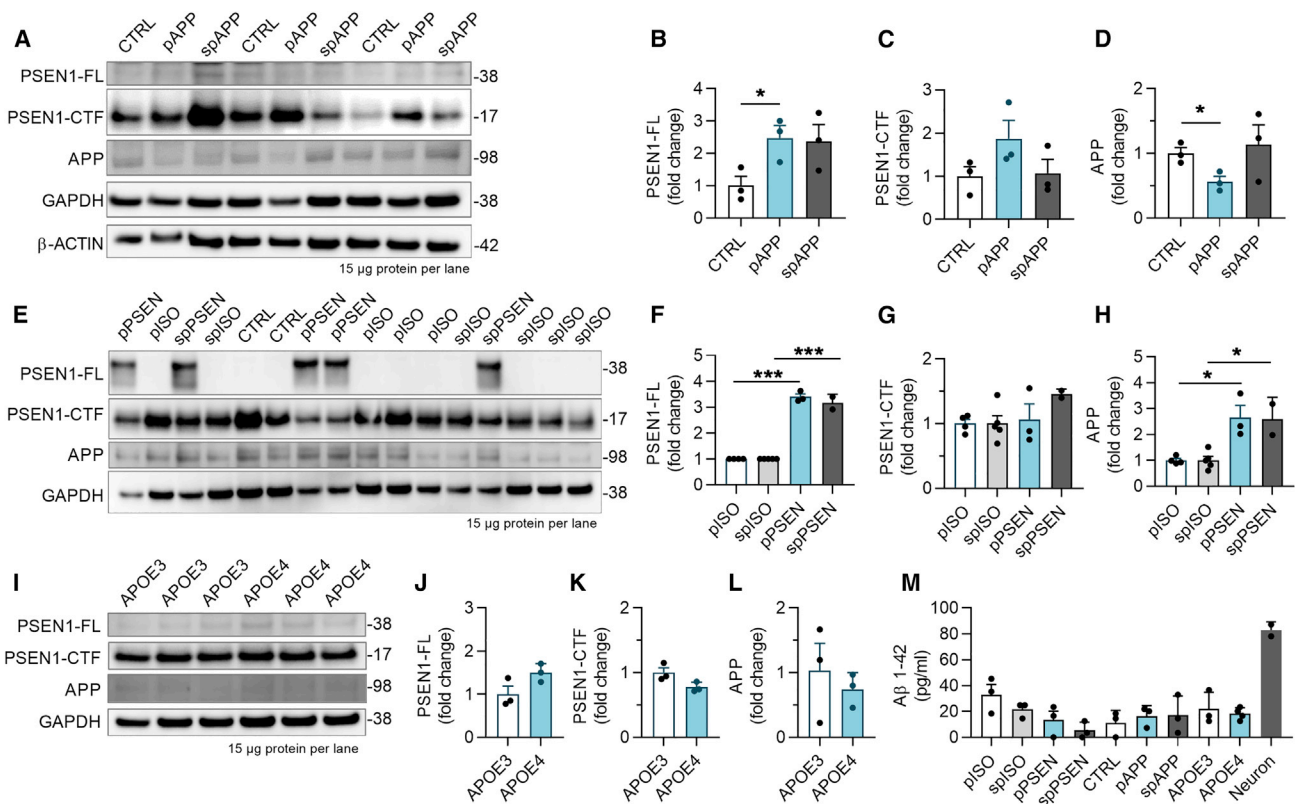 A
CTRL pAPP spAPP CTRL pAPP spAPP CTRL pAPP spAPP
PSEN1-FL -38
PSEN1-CTF -17
APP -98
GAPDH -38
β-ACTIN -42
15 µg protein per lane
B
PSEN1-FL
(fold change)
4
3
2
1
0
*
CTRL pAPP spAPP
C
PSEN1-CTF
(fold change)
3
2
1
0
CTRL pAPP spAPP
D
APP
(fold change)
2.0
1.5
1.0
0.5
0.0
*
CTRL pAPP spAPP
E
pPSEN pISO spPSEN spISO CTRL CTRL pPSEN pPSEN pISO pISO pISO spISO spPSEN spISO spISO spISO
PSEN1-FL -38
PSEN1-CTF -17
APP -98
GAPDH -38
15 µg protein per lane
F
PSEN1-FL
(fold change)
5
4
3
2
1
0
***
***
pISO spISO pPSEN spPSEN
G
PSEN1-CTF
(fold change)
2
1
0
pISO spISO pPSEN spPSEN
H
APP
(fold change)
5
4
3
2
1
0
*
*
pISO spISO pPSEN spPSEN
I
APOE3 APOE3 APOE3 APOE4 APOE4 APOE4
PSEN1-FL -38
PSEN1-CTF -17
APP -98
GAPDH -38
15 µg protein per lane
J
PSEN1-FL
(fold change)
3
2
1
0
APOE3 APOE4
K
PSEN1-CTF
(fold change)
2
1
0
APOE3 APOE4
L
APP
(fold change)
2
1
0
APOE3 APOE4
M
Aβ 1-42
(pg/ml)
100
80
60
40
20
0
pISO spISO pPSEN spPSEN CTRL pAPP spAPP APOE3 APOE4 Neuron